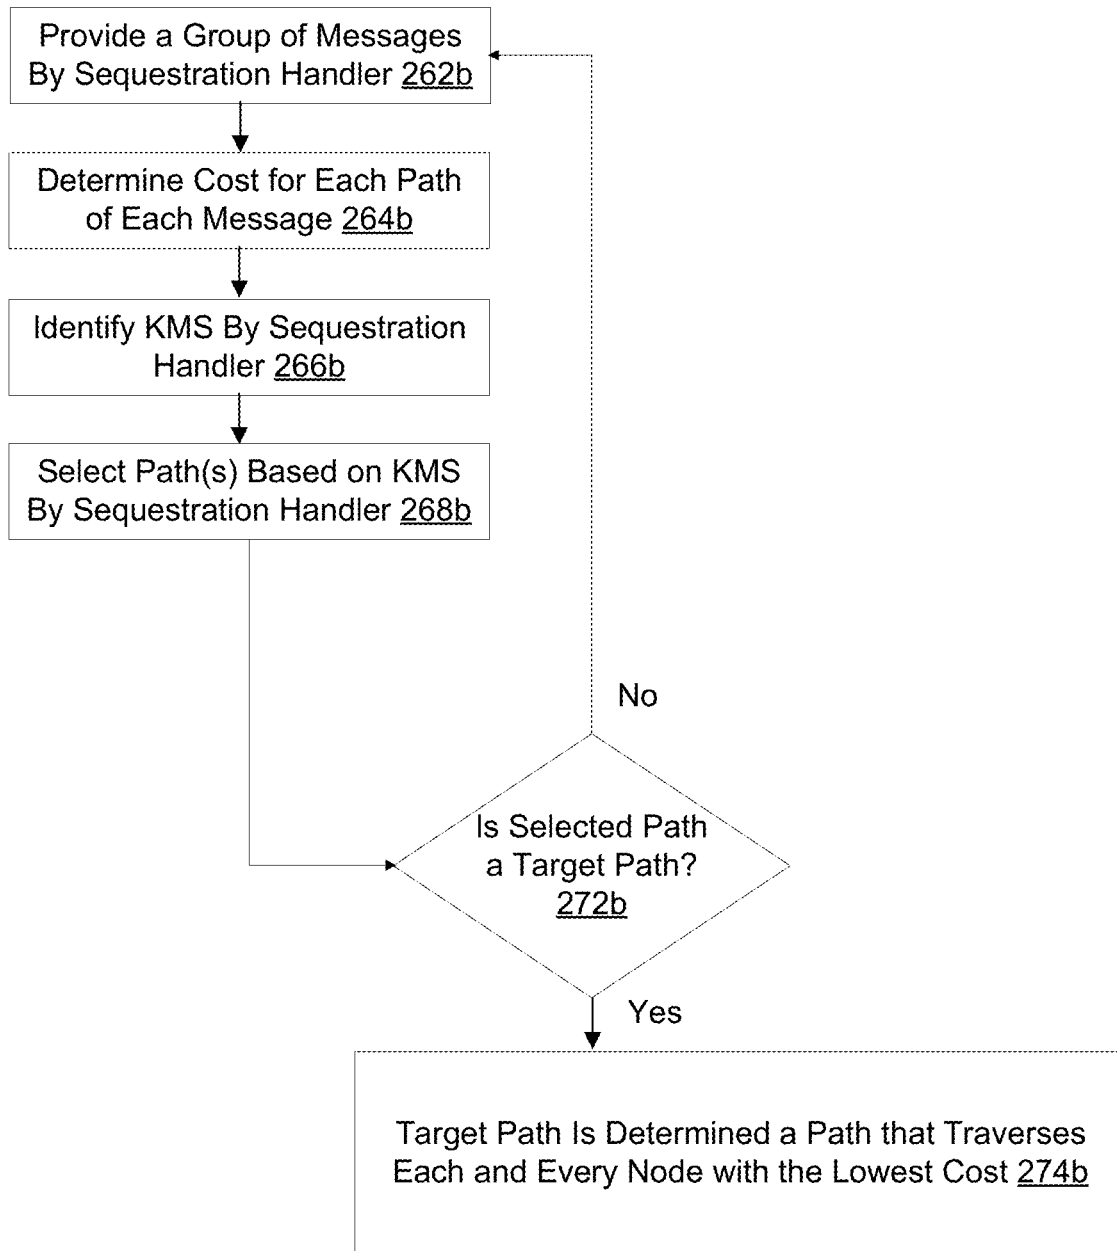 Provide a Group of Messages
By Sequestration Handler 262b
Determine Cost for Each Path
of Each Message 264b
Identify KMS By Sequestration
Handler 266b
Select Path(s) Based on KMS
By Sequestration Handler 268b
No
Is Selected Path
a Target Path?
272b
Yes
Target Path Is Determined a Path that Traverses
Each and Every Node with the Lowest Cost 274b